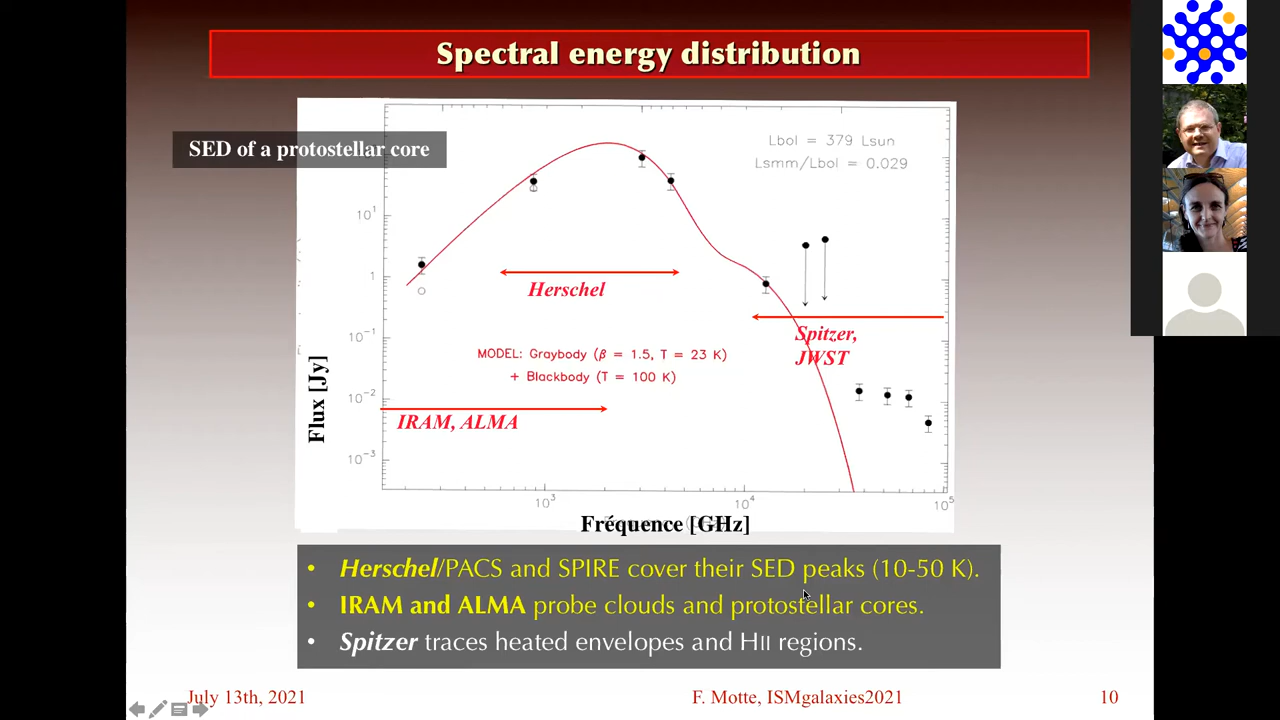 Spectral energy distribution
SED of a protostellar core
Lbol = 379 Lsun
Lsmm/Lbol = 0.029
10¹
1
10⁻¹
10⁻²
10⁻³
Flux [Jy]
Herschel
Spitzer,
JWST
MODEL: Graybody (β = 1.5, T = 23 K)
+ Blackbody (T = 100 K)
IRAM, ALMA
10³
10⁴
10⁵
Fréquence [GHz]
• Herschel/PACS and SPIRE cover their SED peaks (10-50 K).
• IRAM and ALMA probe clouds and protostellar cores.
• Spitzer traces heated envelopes and HII regions.
July 13th, 2021
F. Motte, ISMgalaxies2021
10